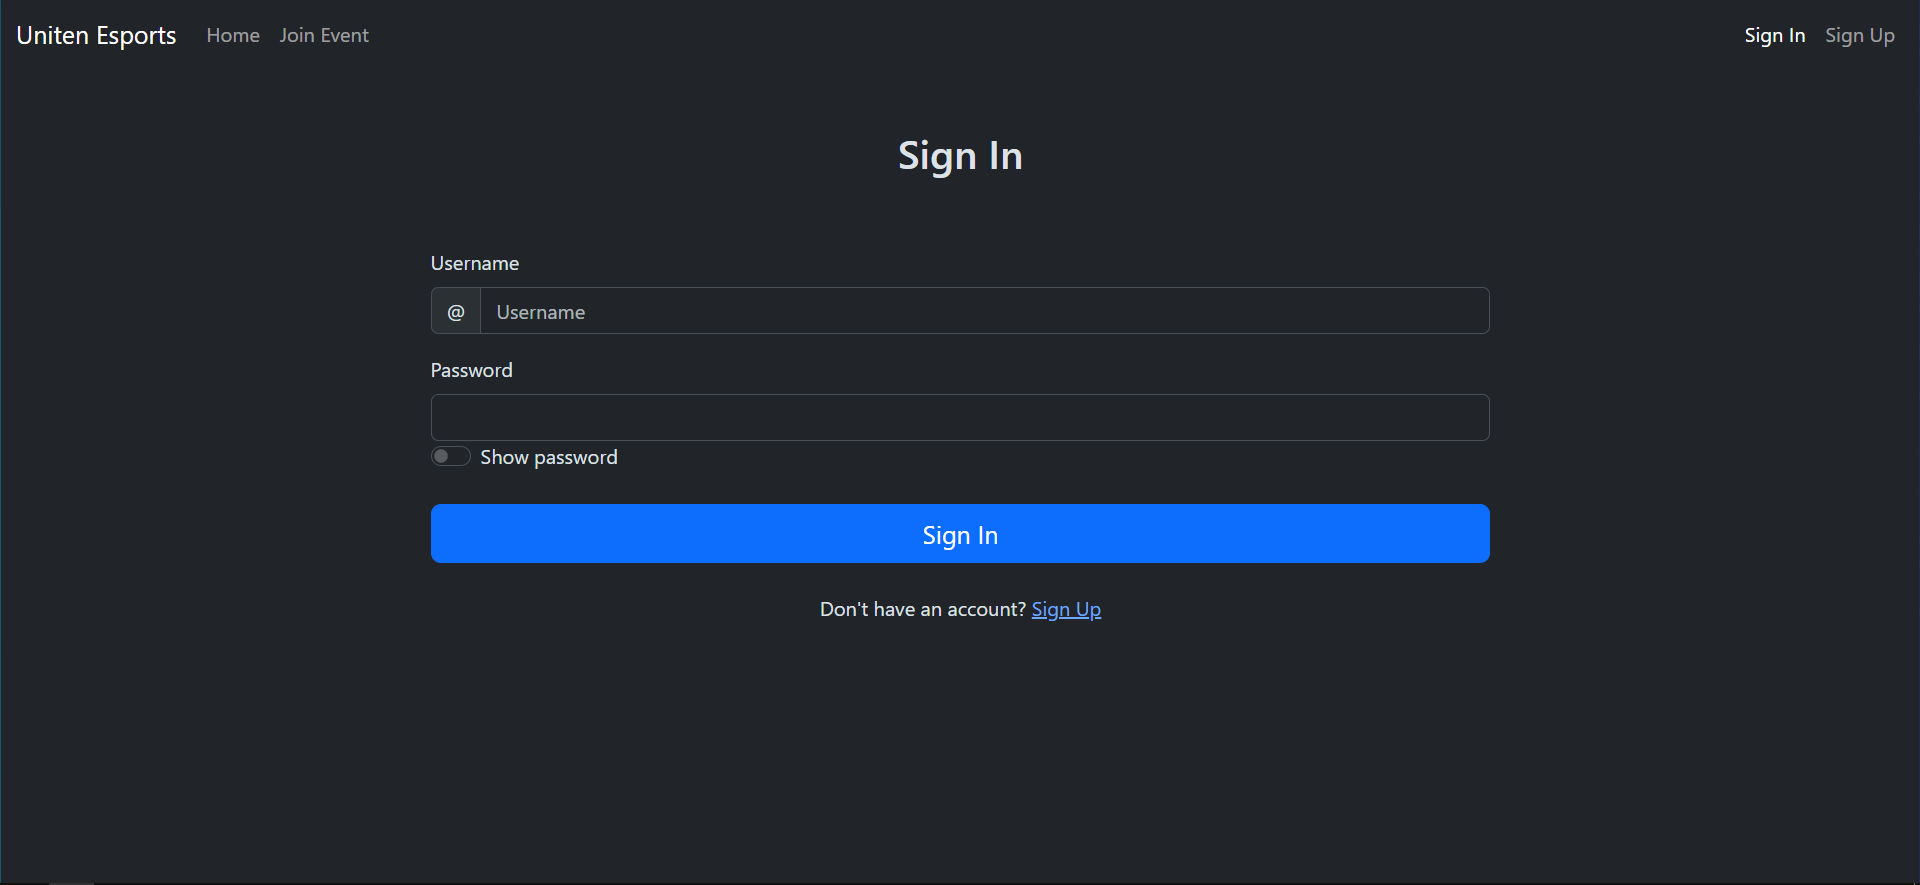 Uniten Esports Home Join Event Sign In Sign Up
Sign In
Username
@ Username
Password
Show password
Sign In
Don't have an account? Sign Up